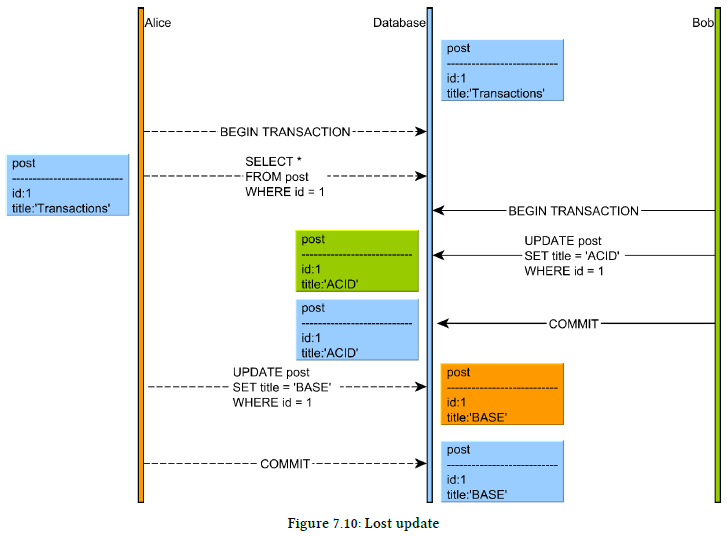 Alice
Database
Bob
post
----------------------------
id:1
title:'Transactions'
BEGIN TRANSACTION
post
----------------------------
id:1
title:'Transactions'
SELECT *
FROM post
WHERE id = 1
BEGIN TRANSACTION
post
----------------------------
id:1
title:'ACID'
UPDATE post
SET title = 'ACID'
WHERE id = 1
post
----------------------------
id:1
title:'ACID'
COMMIT
UPDATE post
SET title = 'BASE'
WHERE id = 1
post
----------------------------
id:1
title:'BASE'
COMMIT
post
----------------------------
id:1
title:'BASE'
Figure 7.10: Lost update